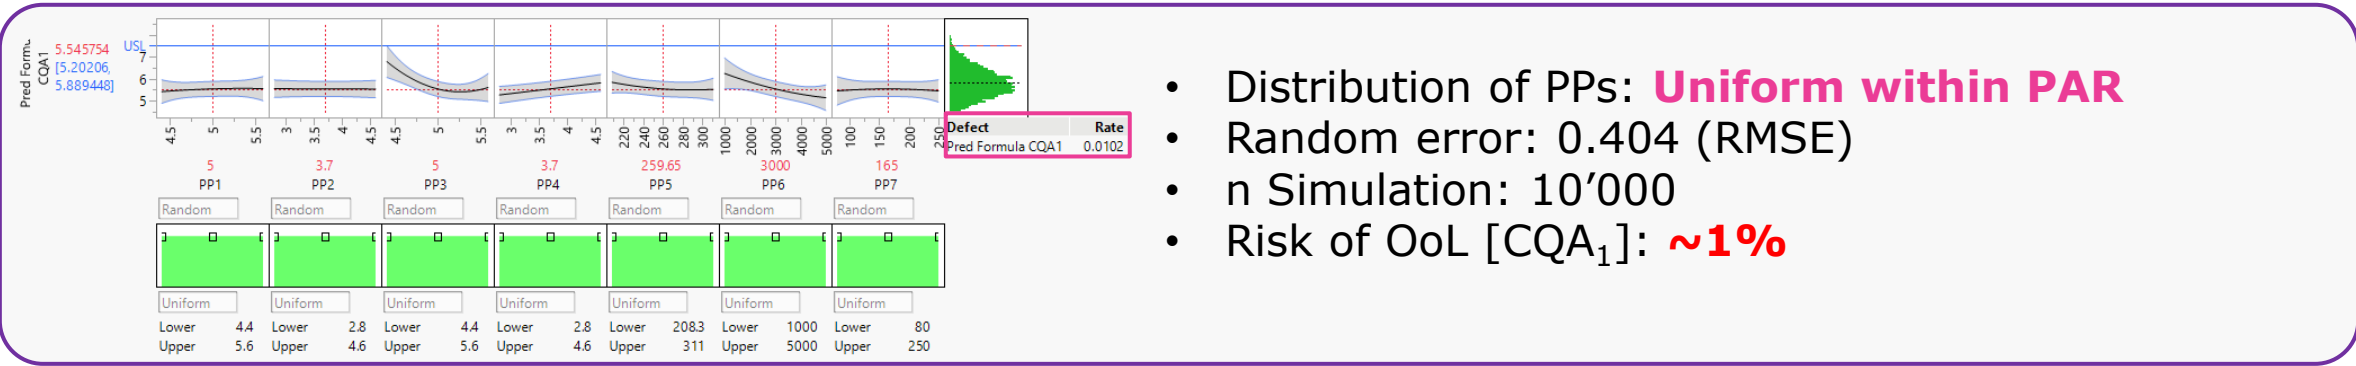 Pred Formu
CQA1
5.545754
[5.20206,
5.889448]
USL
7
6
5
4.5 5 5.5 3 3.5 4 4.5 4.5 5 5.5 3 3.5 4 4.5 220 240 260 280 300 1000 2000 3000 4000 5000 100 150 200 250
5 3.7 5 3.7 259.65 3000 165
PP1 PP2 PP3 PP4 PP5 PP6 PP7
Random Random Random Random Random Random Random
Uniform Uniform Uniform Uniform Uniform Uniform Uniform
Lower 4.4 Lower 2.8 Lower 4.4 Lower 2.8 Lower 208.3 Lower 1000 Lower 80
Upper 5.6 Upper 4.6 Upper 5.6 Upper 4.6 Upper 311 Upper 5000 Upper 250
Defect Rate
Pred Formula CQA1 0.0102
• Distribution of PPs: Uniform within PAR
• Random error: 0.404 (RMSE)
• n Simulation: 10’000
• Risk of OoL [CQA₁]: ~1%